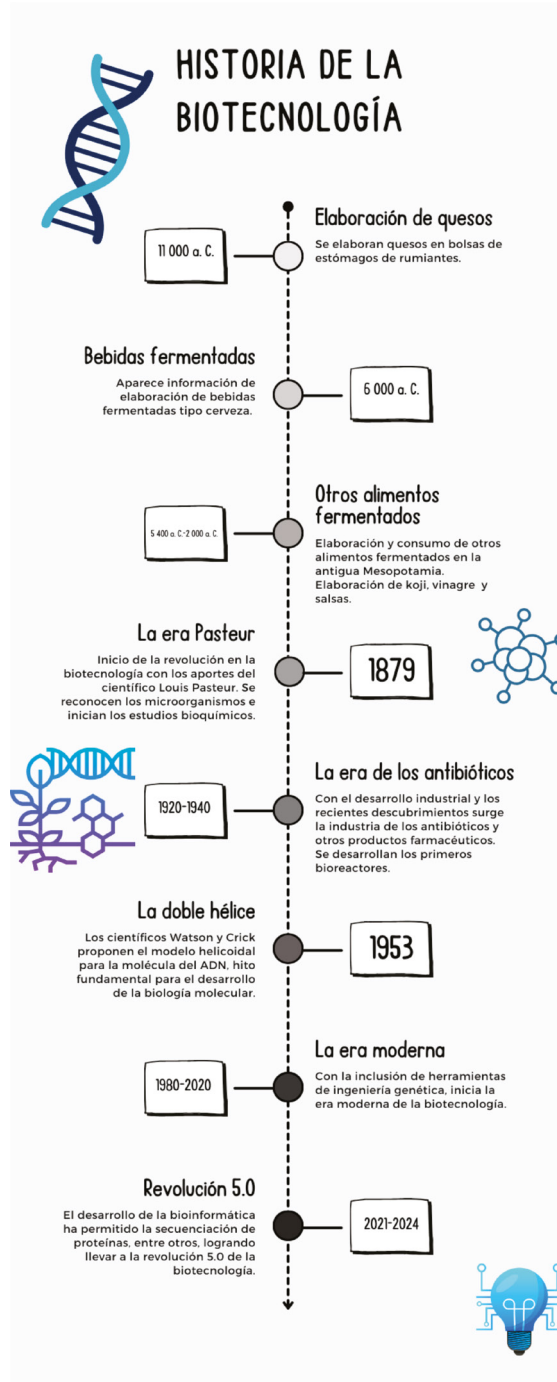 HISTORIA DE LA
BIOTECNOLOGÍA
11 000 a. C.
Elaboración de quesos
Se elaboran quesos en bolsas de
estómagos de rumiantes.
Bebidas fermentadas
Aparece información de
elaboración de bebidas
fermentadas tipo cerveza.
6 000 a. C.
5 400 a. C.-2 000 a. C.
Otros alimentos
fermentados
Elaboración y consumo de otros
alimentos fermentados en la
antigua Mesopotamia.
Elaboración de koji, vinagre y
salsas.
La era Pasteur
Inicio de la revolución en la
biotecnología con los aportes del
científico Louis Pasteur. Se
reconocen los microorganismos e
inician los estudios bioquímicos.
1879
1920-1940
La era de los antibióticos
Con el desarrollo industrial y los
recientes descubrimientos surge
la industria de los antibióticos y
otros productos farmacéuticos.
Se desarrollan los primeros
bioreactores.
La doble hélice
Los científicos Watson y Crick
proponen el modelo helicoidal
para la molécula del ADN, hito
fundamental para el desarrollo
de la biología molecular.
1953
1980-2020
La era moderna
Con la inclusión de herramientas
de ingeniería genética, inicia la
era moderna de la biotecnología.
Revolución 5.0
El desarrollo de la bioinformática
ha permitido la secuenciación de
proteínas, entre otros, logrando
llevar a la revolución 5.0 de la
biotecnología.
2021-2024